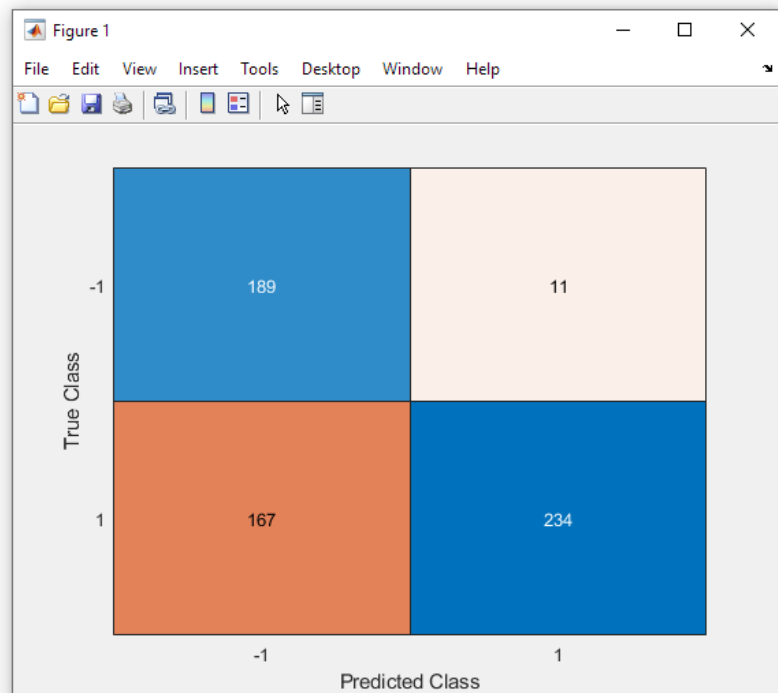 Figure 1
File Edit View Insert Tools Desktop Window Help
-1 189 11
True Class
1 167 234
-1 1
Predicted Class